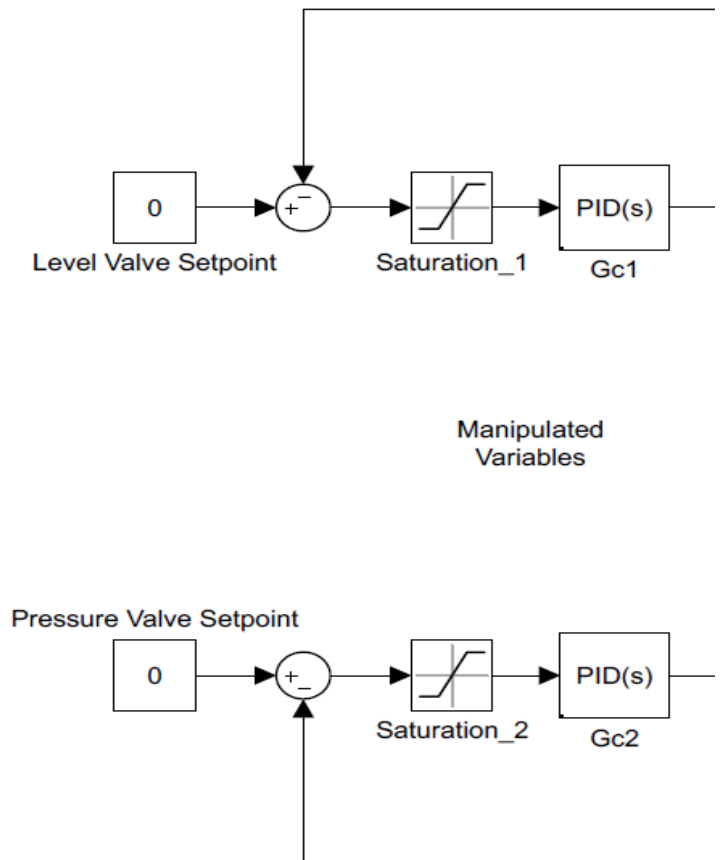 −
+
0
PID(s)
Level Valve Setpoint
Saturation_1
Gc1
Manipulated
Variables
Pressure Valve Setpoint
0
+
−
PID(s)
Saturation_2
Gc2